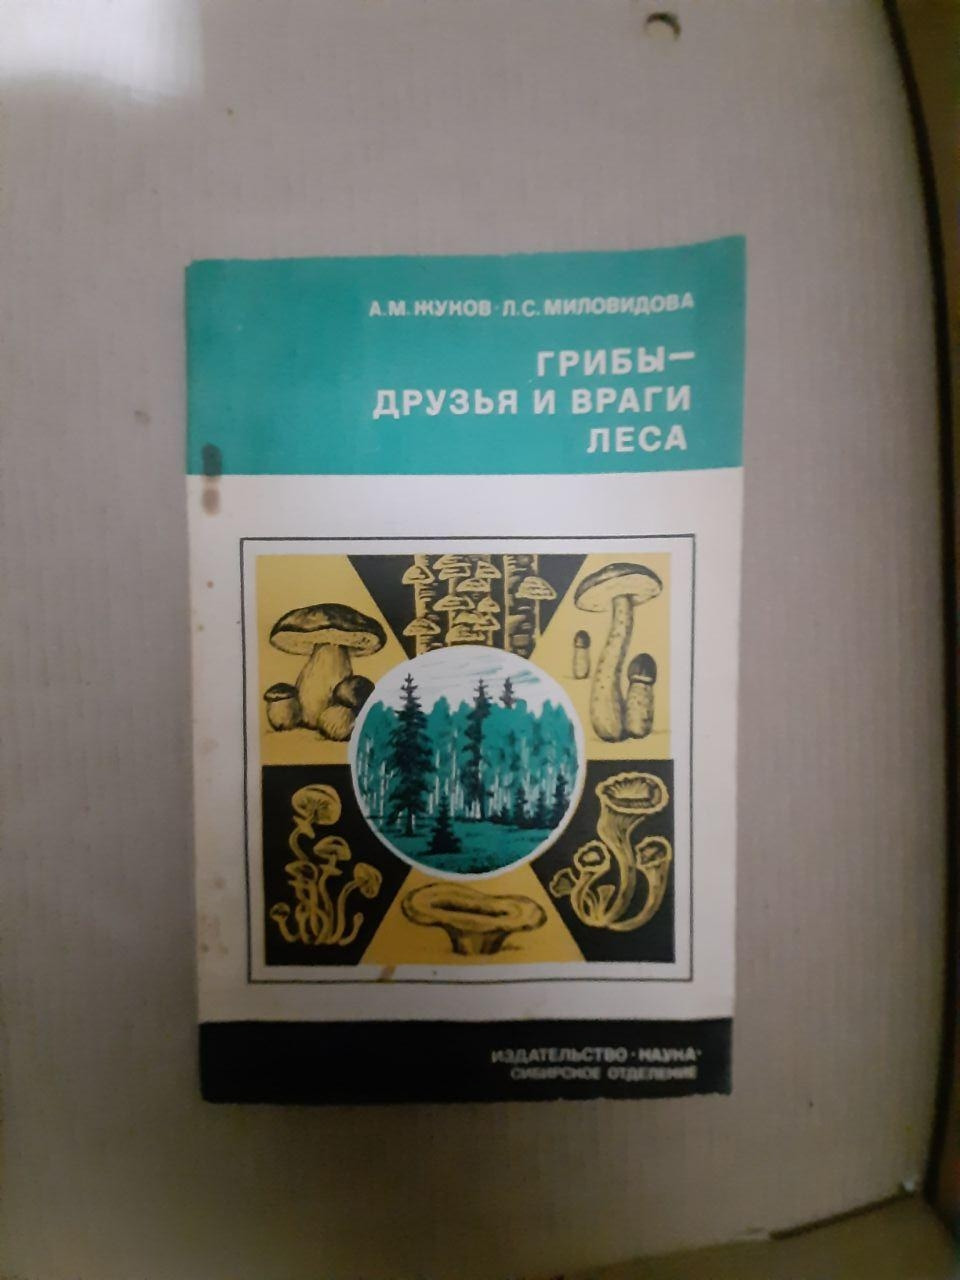 А.М. ЖУКОВ · Л.С. МИЛОВИДОВА
ГРИБЫ—
ДРУЗЬЯ И ВРАГИ
ЛЕСА
ИЗДАТЕЛЬСТВО · НАУКА ·
СИБИРСКОЕ ОТДЕЛЕНИЕ